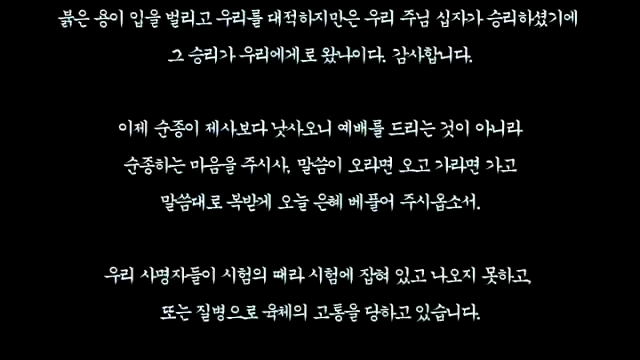 붉은 용이 입을 벌리고 우리를 대적하지만은 우리 주님 십자가 승리하셨기에
그 승리가 우리에게로 왔나이다. 감사합니다.
이제 순종이 제사보다 낫사오니 예배를 드리는 것이 아니라
순종하는 마음을 주시사, 말씀이 오라면 오고 가라면 가고
말씀대로 복받게 오늘 은혜 베풀어 주시옵소서.
우리 사명자들이 시험의 때라 시험에 잡혀 있고 나오지 못하고,
또는 질병으로 육체의 고통을 당하고 있습니다.